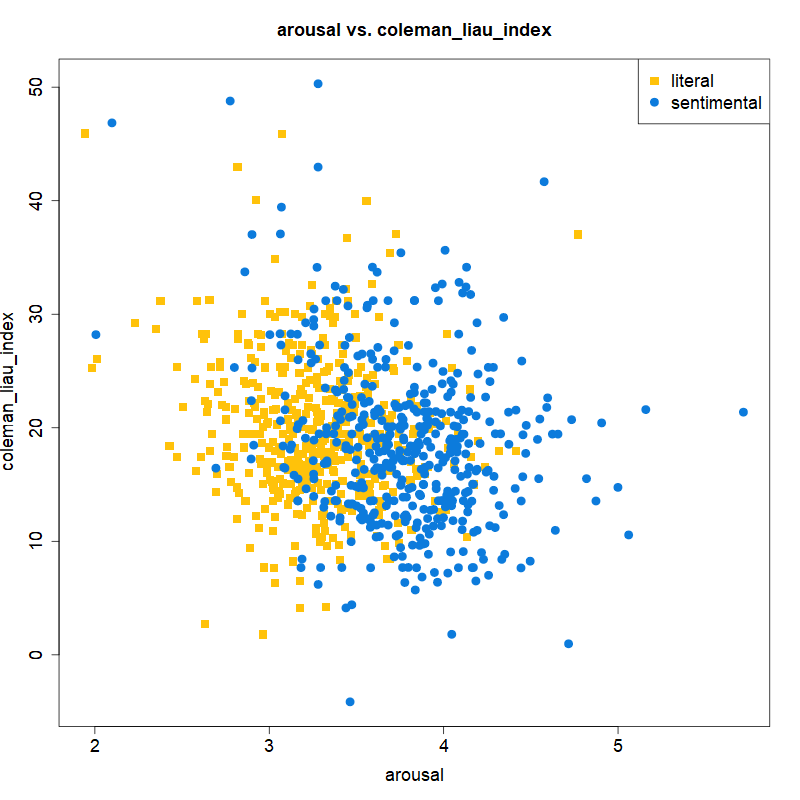 arousal vs. coleman_liau_index
literal
sentimental
50
40
30
20
10
0
coleman_liau_index
2 3 4 5
arousal